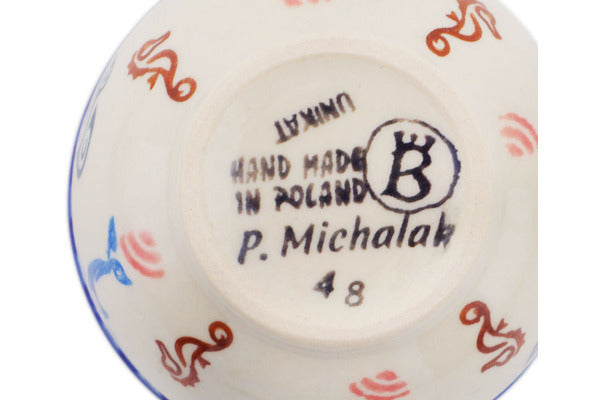 UNIKAT
HAND MADE
IN POLAND
B
P. Michalak
48